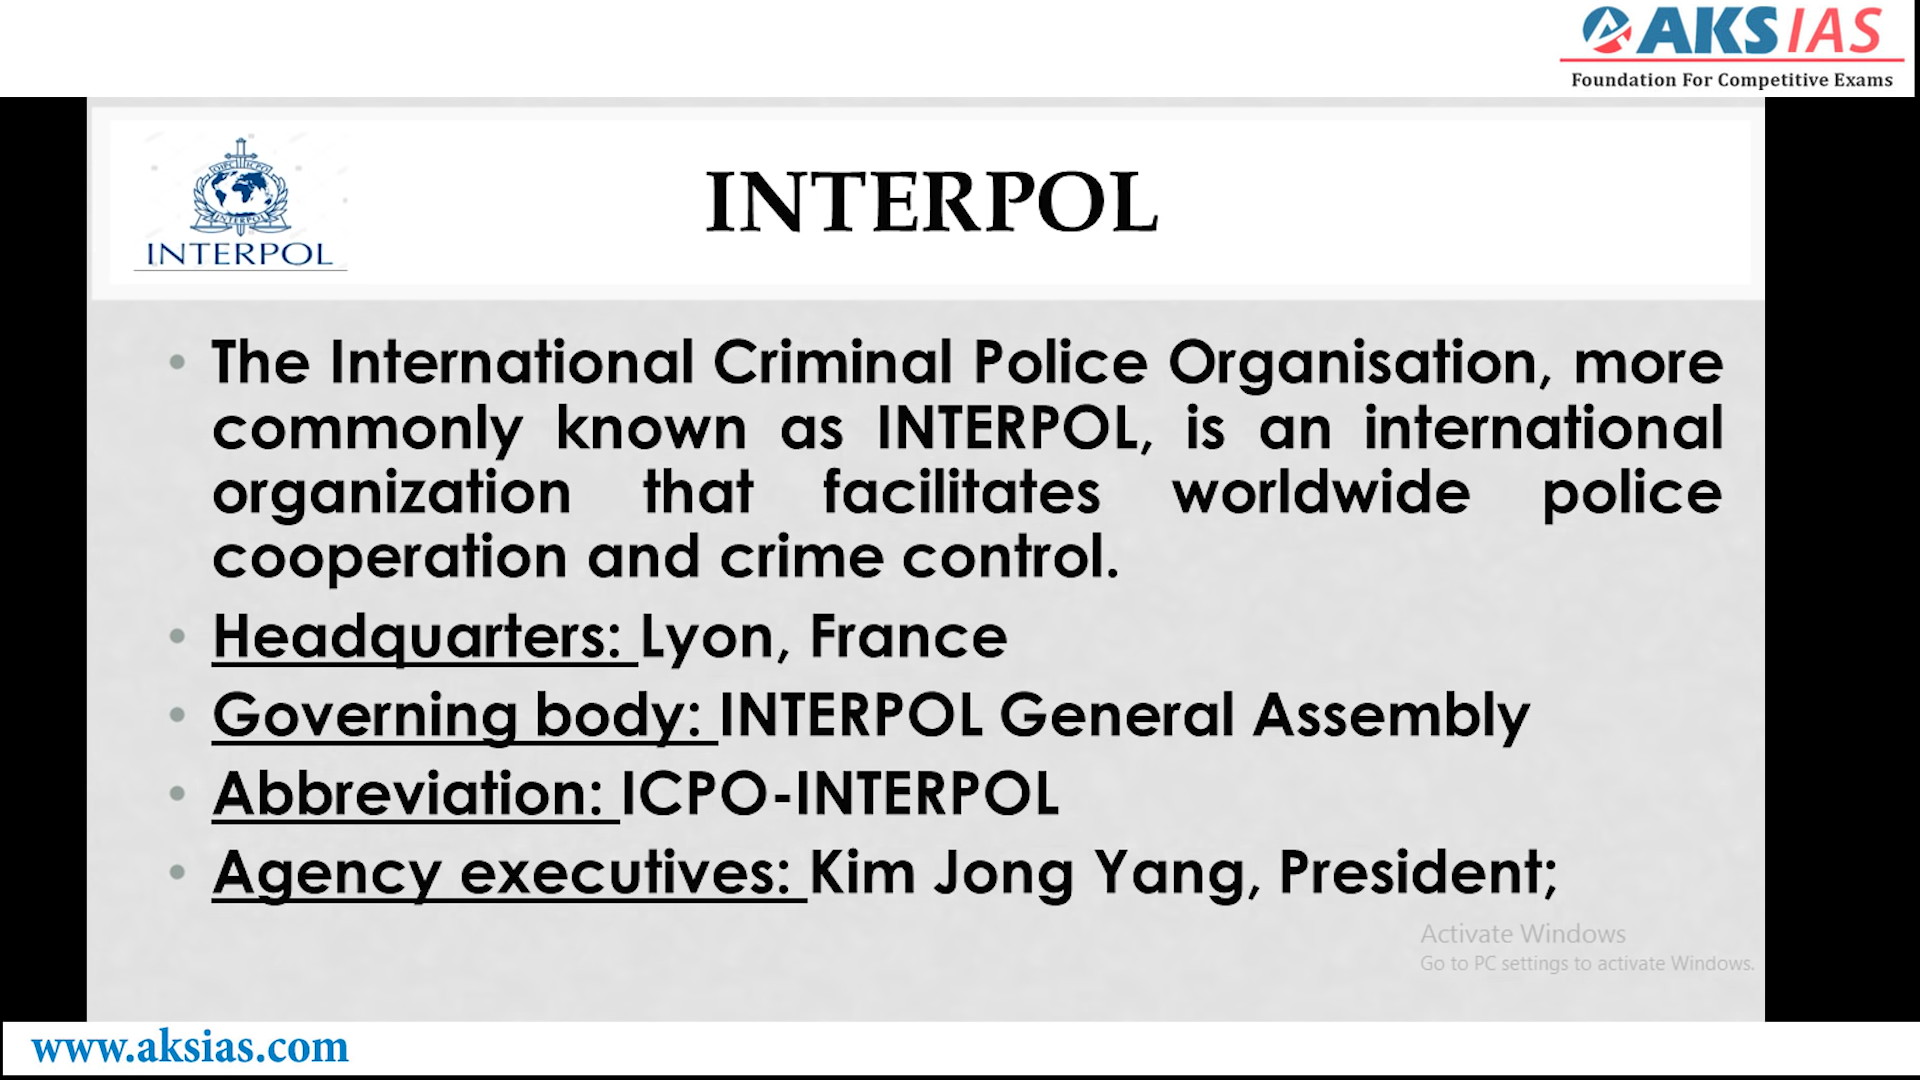 AKS IAS
Foundation For Competitive Exams
OIPC ICPO
INTERPOL
INTERPOL
INTERPOL
• The International Criminal Police Organisation, more
commonly known as INTERPOL, is an international
organization that facilitates worldwide police
cooperation and crime control.
• Headquarters: Lyon, France
• Governing body: INTERPOL General Assembly
• Abbreviation: ICPO-INTERPOL
• Agency executives: Kim Jong Yang, President;
Activate Windows
Go to PC settings to activate Windows.
www.aksias.com